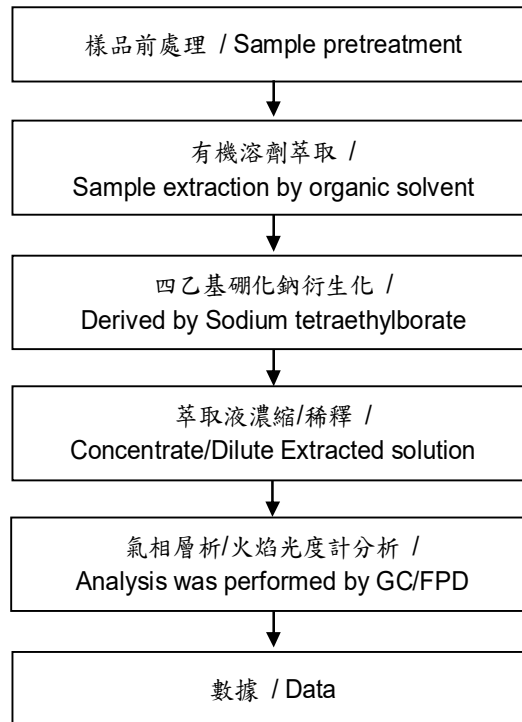 樣品前處理 / Sample pretreatment
有機溶劑萃取 /
Sample extraction by organic solvent
四乙基硼化鈉衍生化 /
Derived by Sodium tetraethylborate
萃取液濃縮/稀釋 /
Concentrate/Dilute Extracted solution
氣相層析/火焰光度計分析 /
Analysis was performed by GC/FPD
數據 / Data